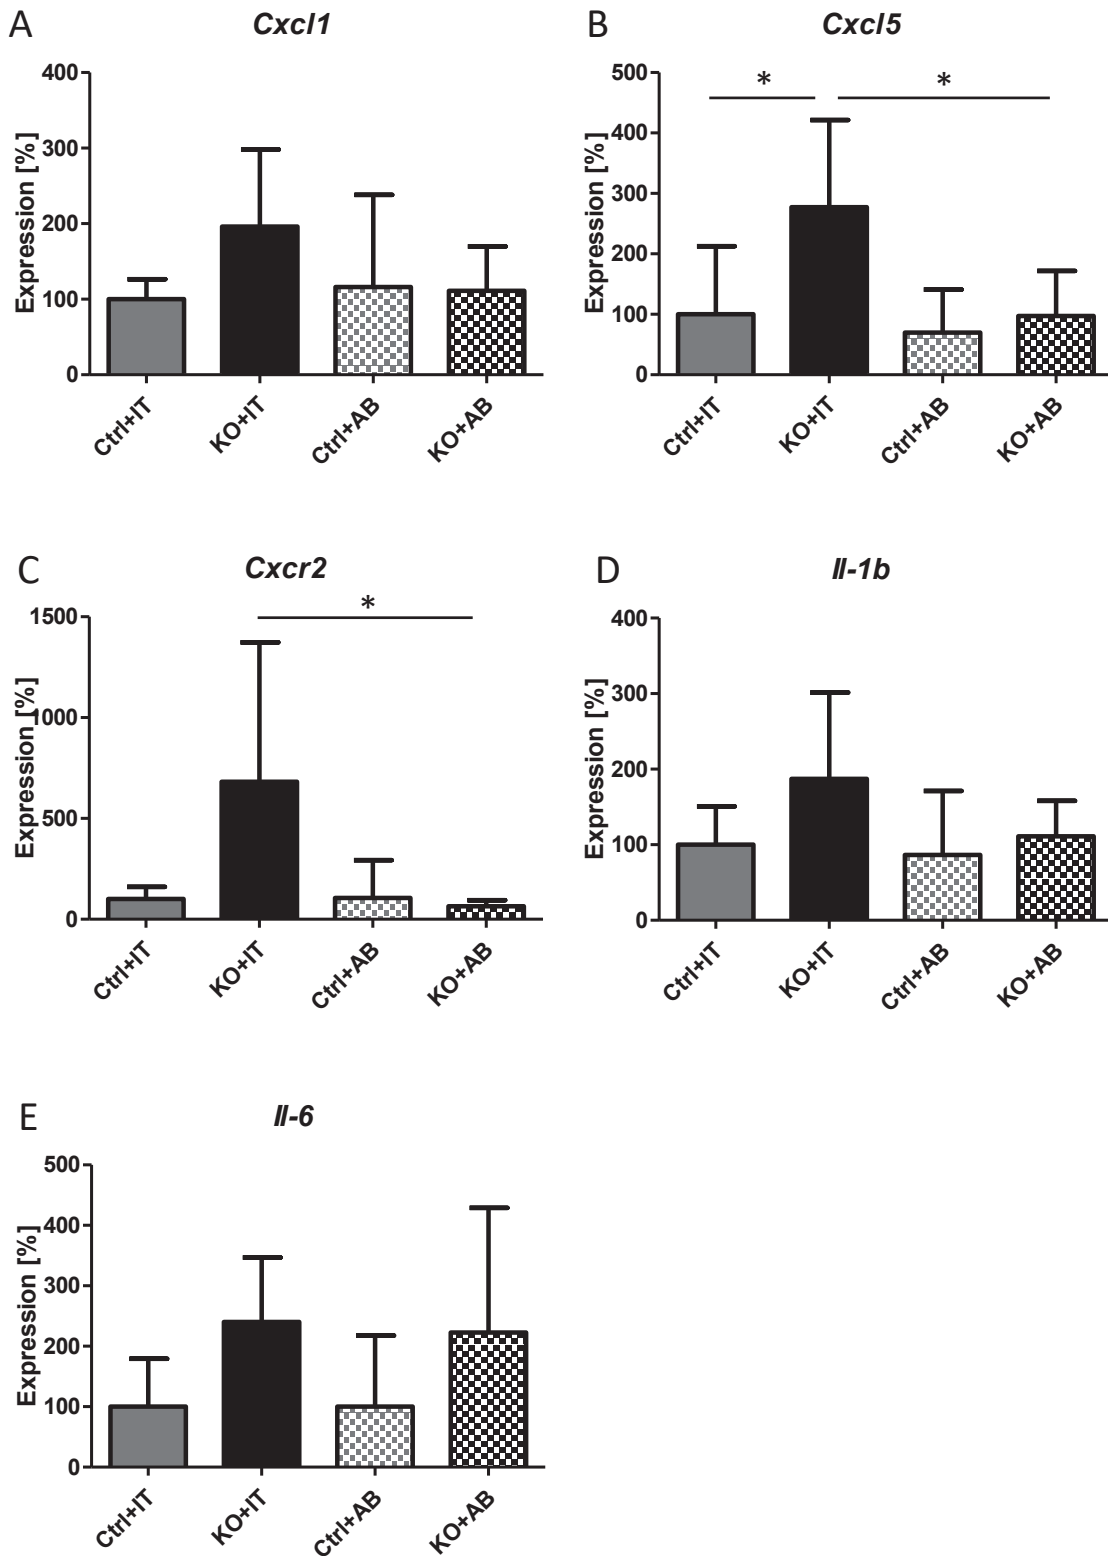 A
Cxcl1
Expression [%]
400
300
200
100
0
Ctrl+IT
KO+IT
Ctrl+AB
KO+AB
B
Cxcl5
Expression [%]
500
400
300
200
100
0
*
*
Ctrl+IT
KO+IT
Ctrl+AB
KO+AB
C
Cxcr2
Expression [%]
1500
1000
500
0
*
Ctrl+IT
KO+IT
Ctrl+AB
KO+AB
D
Il-1b
Expression [%]
400
300
200
100
0
Ctrl+IT
KO+IT
Ctrl+AB
KO+AB
E
Il-6
Expression [%]
500
400
300
200
100
0
Ctrl+IT
KO+IT
Ctrl+AB
KO+AB